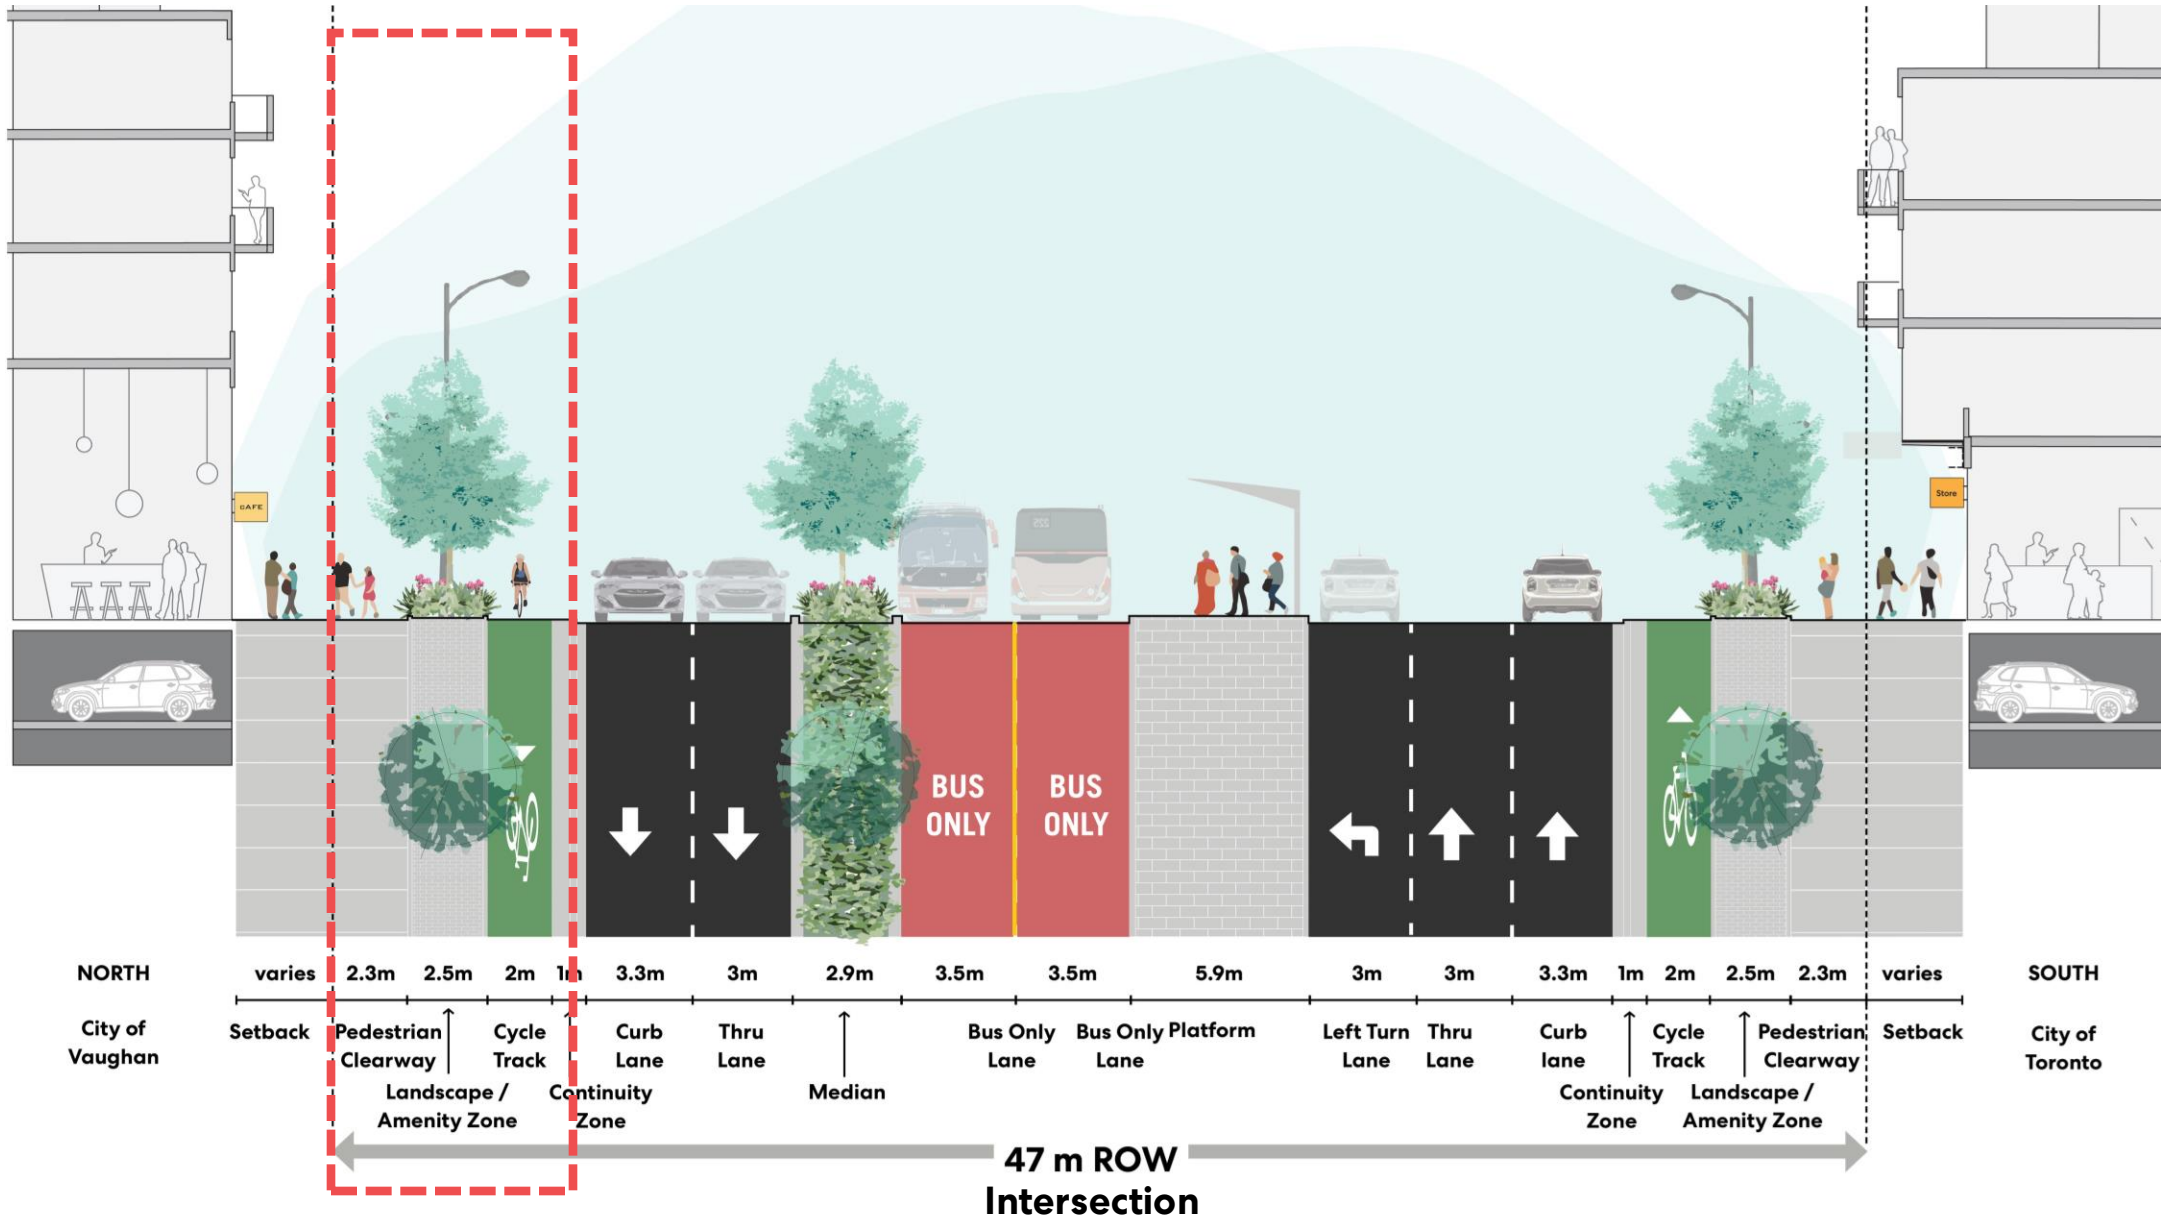 CAFE
Store
225
BUS
ONLY
BUS
ONLY
NORTH varies 2.3m 2.5m 2m 1m 3.3m 3m 2.9m 3.5m 3.5m 5.9m 3m 3m 3.3m 1m 2m 2.5m 2.3m varies SOUTH
City of
Vaughan
Setback
Pedestrian
Clearway
Landscape /
Amenity Zone
Cycle
Track
Continuity
Zone
Curb
Lane
Thru
Lane
Median
Bus Only
Lane
Bus Only
Lane
Platform
Left Turn
Lane
Thru
Lane
Curb
lane
Continuity
Zone
Cycle
Track
Landscape /
Amenity Zone
Pedestrian
Clearway
Setback
City of
Toronto
47 m ROW
Intersection